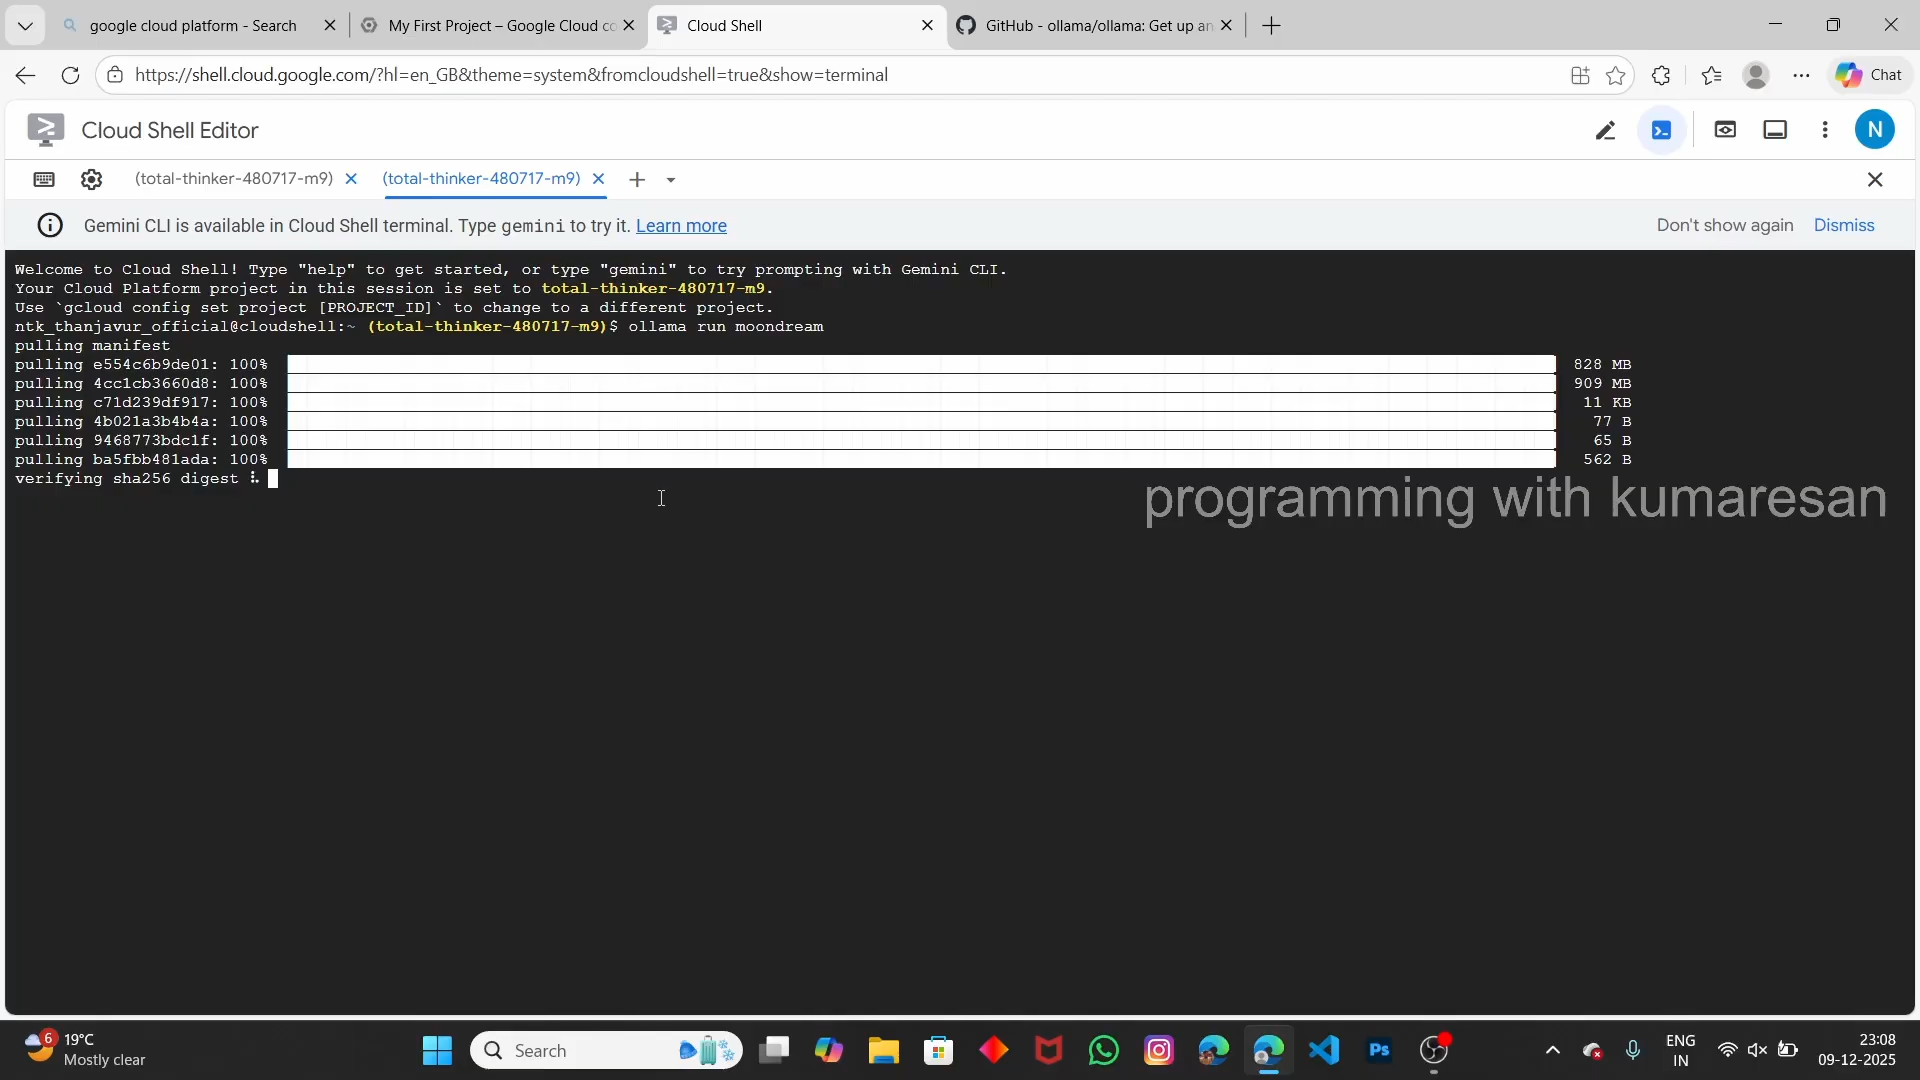 google cloud platform - Search
My First Project – Google Cloud co
Cloud Shell
GitHub - ollama/ollama: Get up an
https://shell.cloud.google.com/?hl=en_GB&theme=system&fromcloudshell=true&show=terminal
Chat
Cloud Shell Editor
N
(total-thinker-480717-m9)
(total-thinker-480717-m9)
Gemini CLI is available in Cloud Shell terminal. Type gemini to try it. Learn more
Don't show again
Dismiss
Welcome to Cloud Shell! Type "help" to get started, or type "gemini" to try prompting with Gemini CLI.
Your Cloud Platform project in this session is set to total-thinker-480717-m9.
Use `gcloud config set project [PROJECT_ID]` to change to a different project.
ntk_thanjavur_official@cloudshell:~ (total-thinker-480717-m9)$ ollama run moondream
pulling manifest
pulling e554c6b9de01: 100% 828 MB
pulling 4cc1cb3660d8: 100% 909 MB
pulling c71d239df917: 100% 11 KB
pulling 4b021a3b4b4a: 100% 77 B
pulling 9468773bdc1f: 100% 65 B
pulling ba5fbb481ada: 100% 562 B
verifying sha256 digest
programming with kumaresan
6
19°C
Mostly clear
Search
Ps
ENG
IN
23:08
09-12-2025